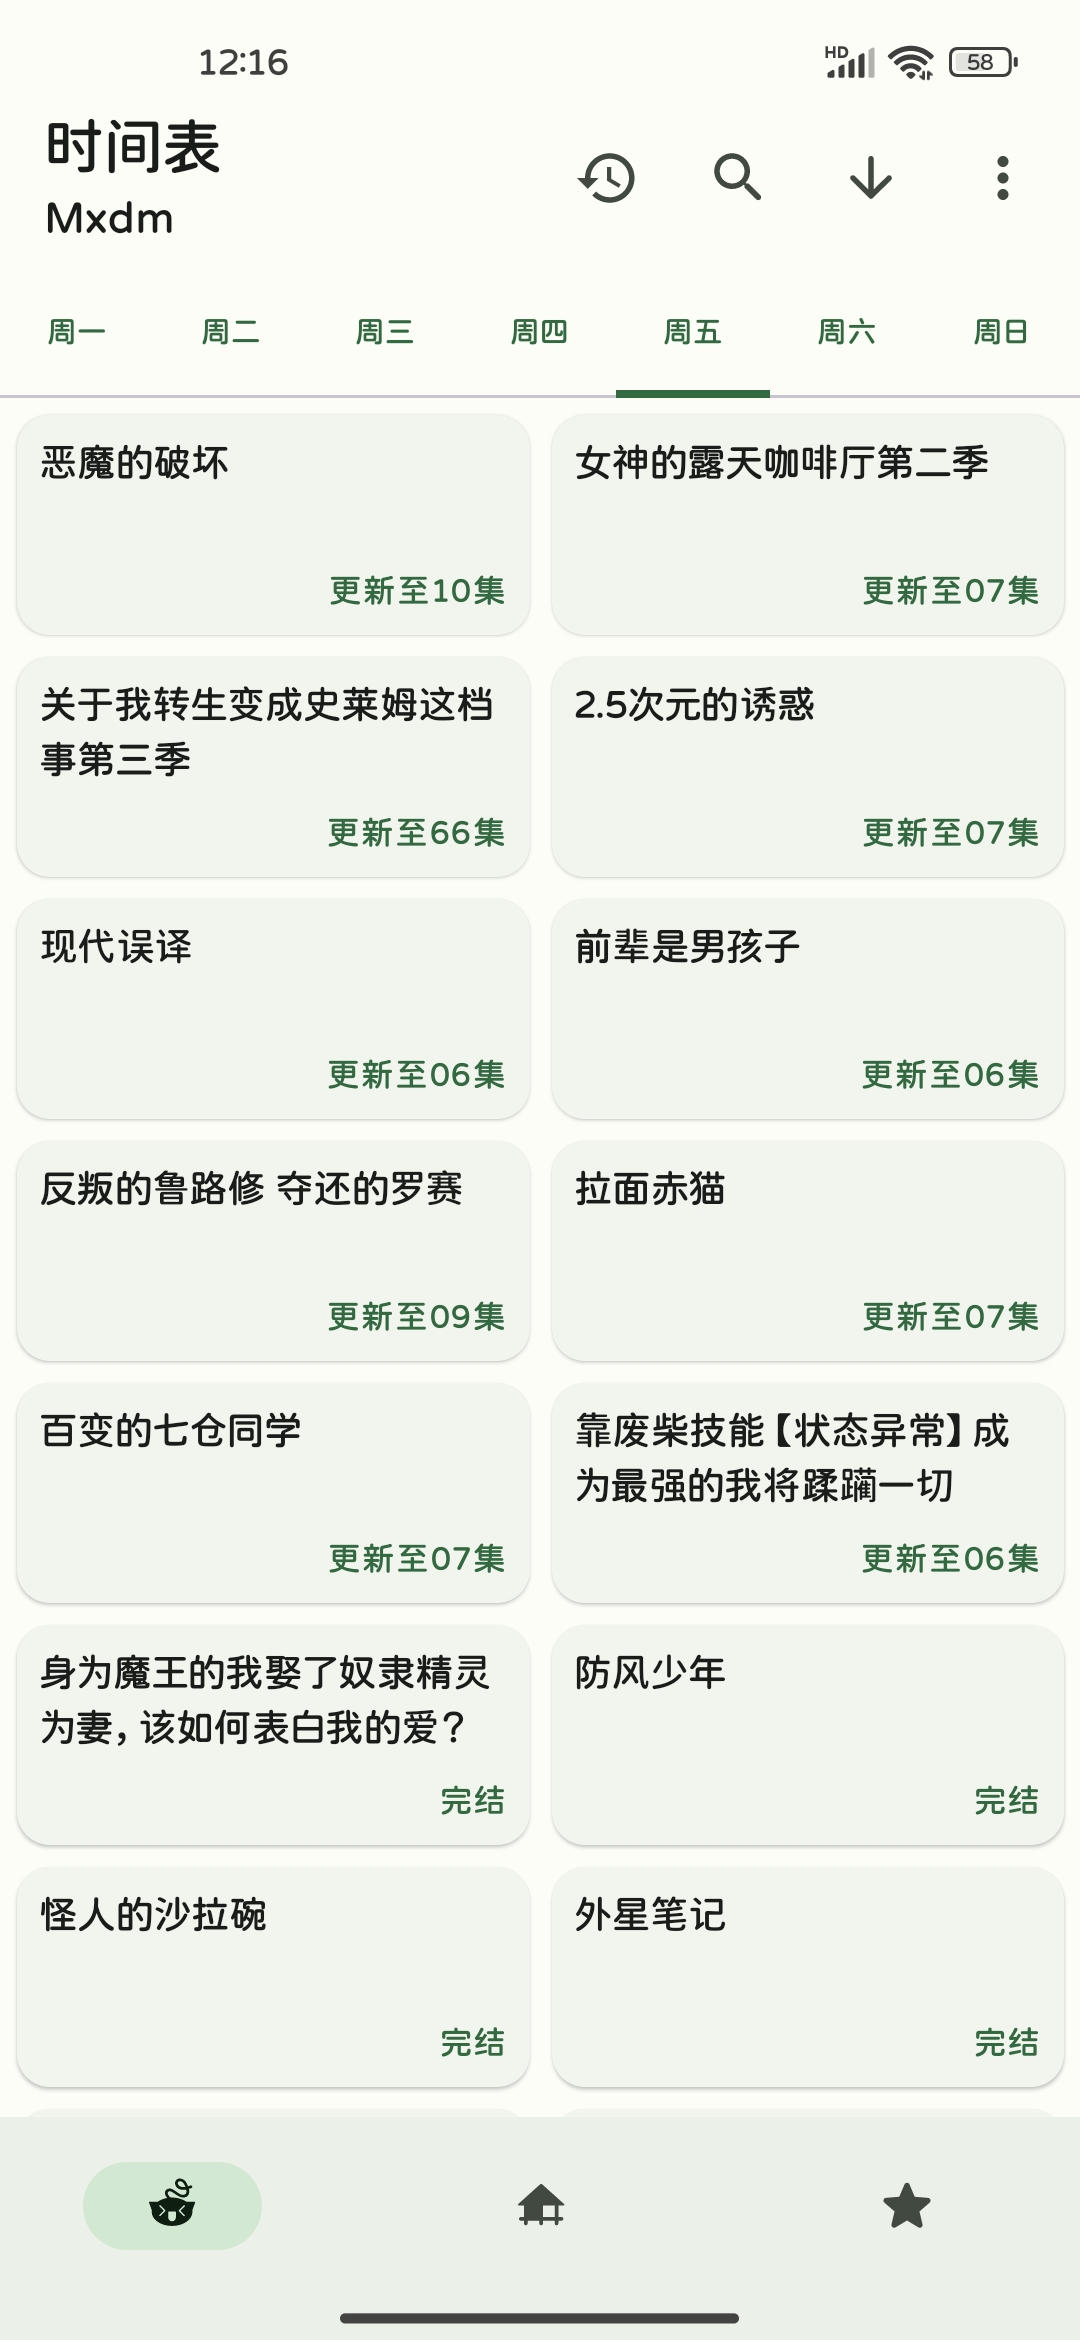 12:16
HD
58
时间表
Mxdm
周一 周二 周三 周四 周五 周六 周日
恶魔的破坏
更新至10集
女神的露天咖啡厅第二季
更新至07集
关于我转生变成史莱姆这档
事第三季
更新至66集
2.5次元的诱惑
更新至07集
现代误译
更新至06集
前辈是男孩子
更新至06集
反叛的鲁路修 夺还的罗赛
更新至09集
拉面赤猫
更新至07集
百变的七仓同学
更新至07集
靠废柴技能【状态异常】成
为最强的我将蹂躏一切
更新至06集
身为魔王的我娶了奴隶精灵
为妻，该如何表白我的爱？
完结
防风少年
完结
怪人的沙拉碗
完结
外星笔记
完结